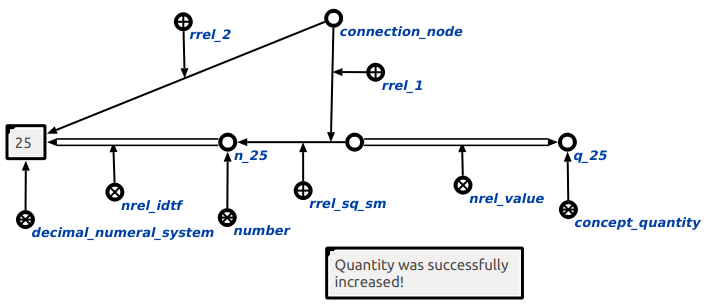 rrel_2
connection_node
rrel_1
25
n_25
q_25
nrel_idtf
rrel_sq_sm
nrel_value
decimal_numeral_system
number
concept_quantity
Quantity was successfully
increased!